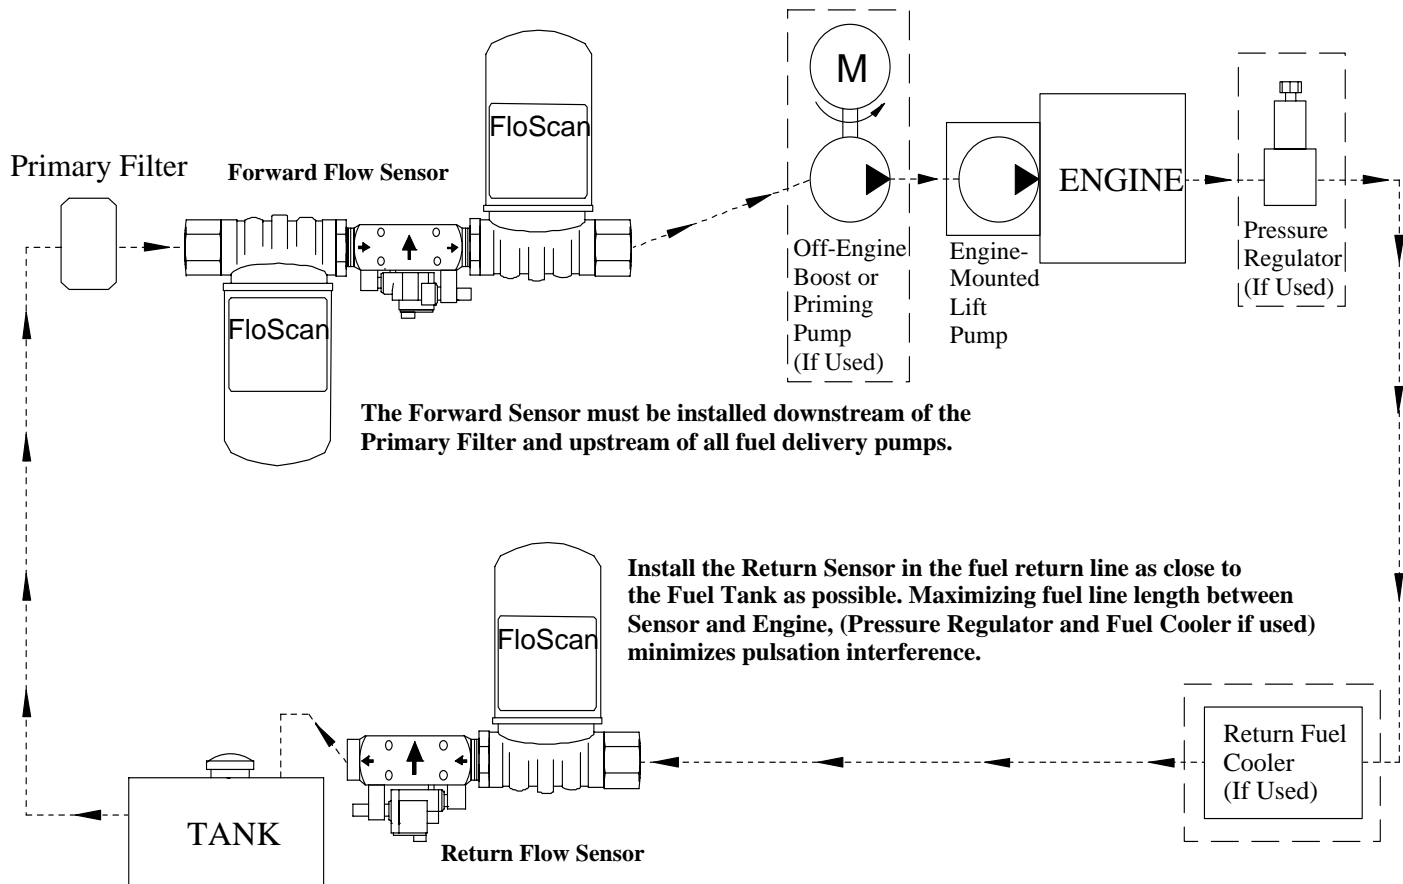 M
FloScan
Primary Filter
Forward Flow Sensor
ENGINE
FloScan
Off-Engine
Boost or
Priming
Pump
(If Used)
Engine-
Mounted
Lift
Pump
Pressure
Regulator
(If Used)
The Forward Sensor must be installed downstream of the
Primary Filter and upstream of all fuel delivery pumps.
Install the Return Sensor in the fuel return line as close to
the Fuel Tank as possible. Maximizing fuel line length between
Sensor and Engine, (Pressure Regulator and Fuel Cooler if used)
minimizes pulsation interference.
FloScan
Return Fuel
Cooler
(If Used)
TANK
Return Flow Sensor